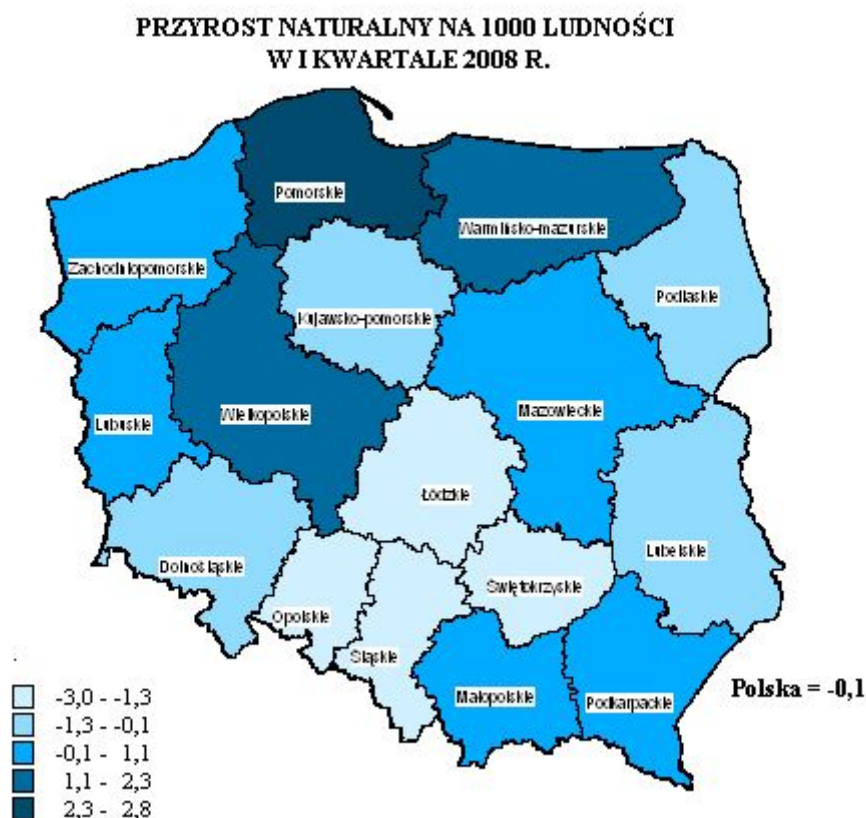 PRZYROST NATURALNY NA 1000 LUDNOŚCI
W I KWARTALE 2008 R.
Pomorskie
Warmińsko-mazurskie
Zachodniopomorskie
Podlaskie
Kujawsko-pomorskie
Lubuskie
Wielkopolskie
Mazowieckie
Łódzkie
Lubelskie
Dolnośląskie
Świętokrzyskie
Opolskie
Śląskie
Małopolskie
Podkarpackie
Polska = -0,1
-3,0 - -1,3
-1,3 - -0,1
-0,1 - 1,1
1,1 - 2,3
2,3 - 2,8